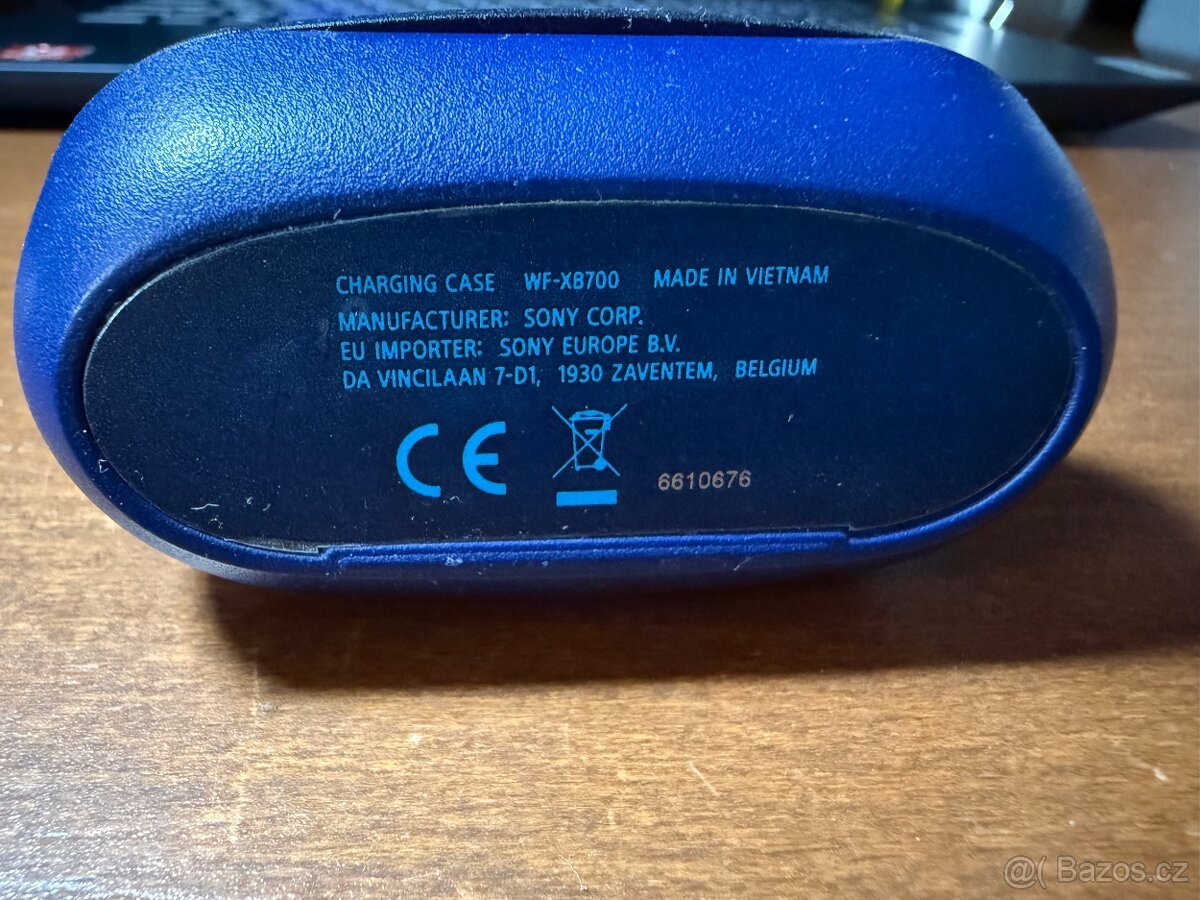 CHARGING CASE WF-XB700 MADE IN VIETNAM
MANUFACTURER: SONY CORP.
EU IMPORTER: SONY EUROPE B.V.
DA VINCILAAN 7-D1, 1930 ZAVENTEM, BELGIUM
CE
6610676
@( Bazos.cz